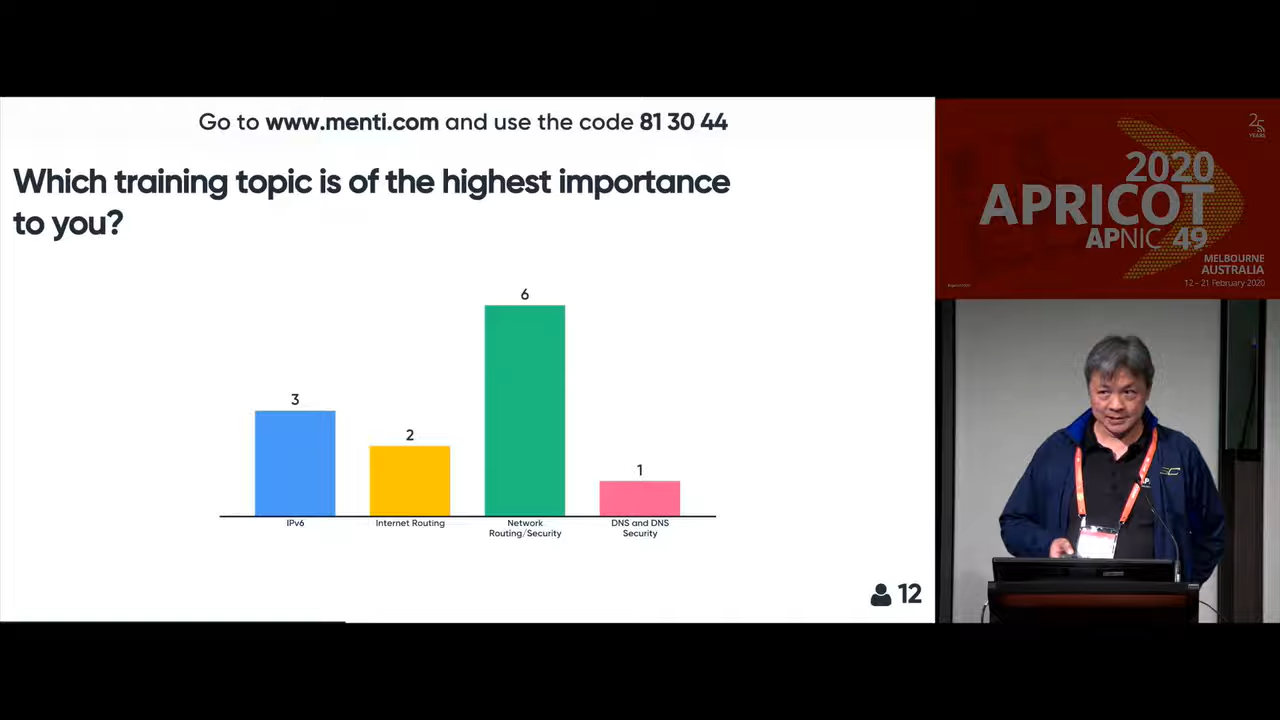 Go to www.menti.com and use the code 81 30 44
Which training topic is of the highest importance
to you?
6
3
2
1
IPv6
Internet Routing
Network
Routing/Security
DNS and DNS
Security
12
25
YEARS
2020
APRICOT
APNIC 49
MELBOURNE
AUSTRALIA
12 – 21 February 2020